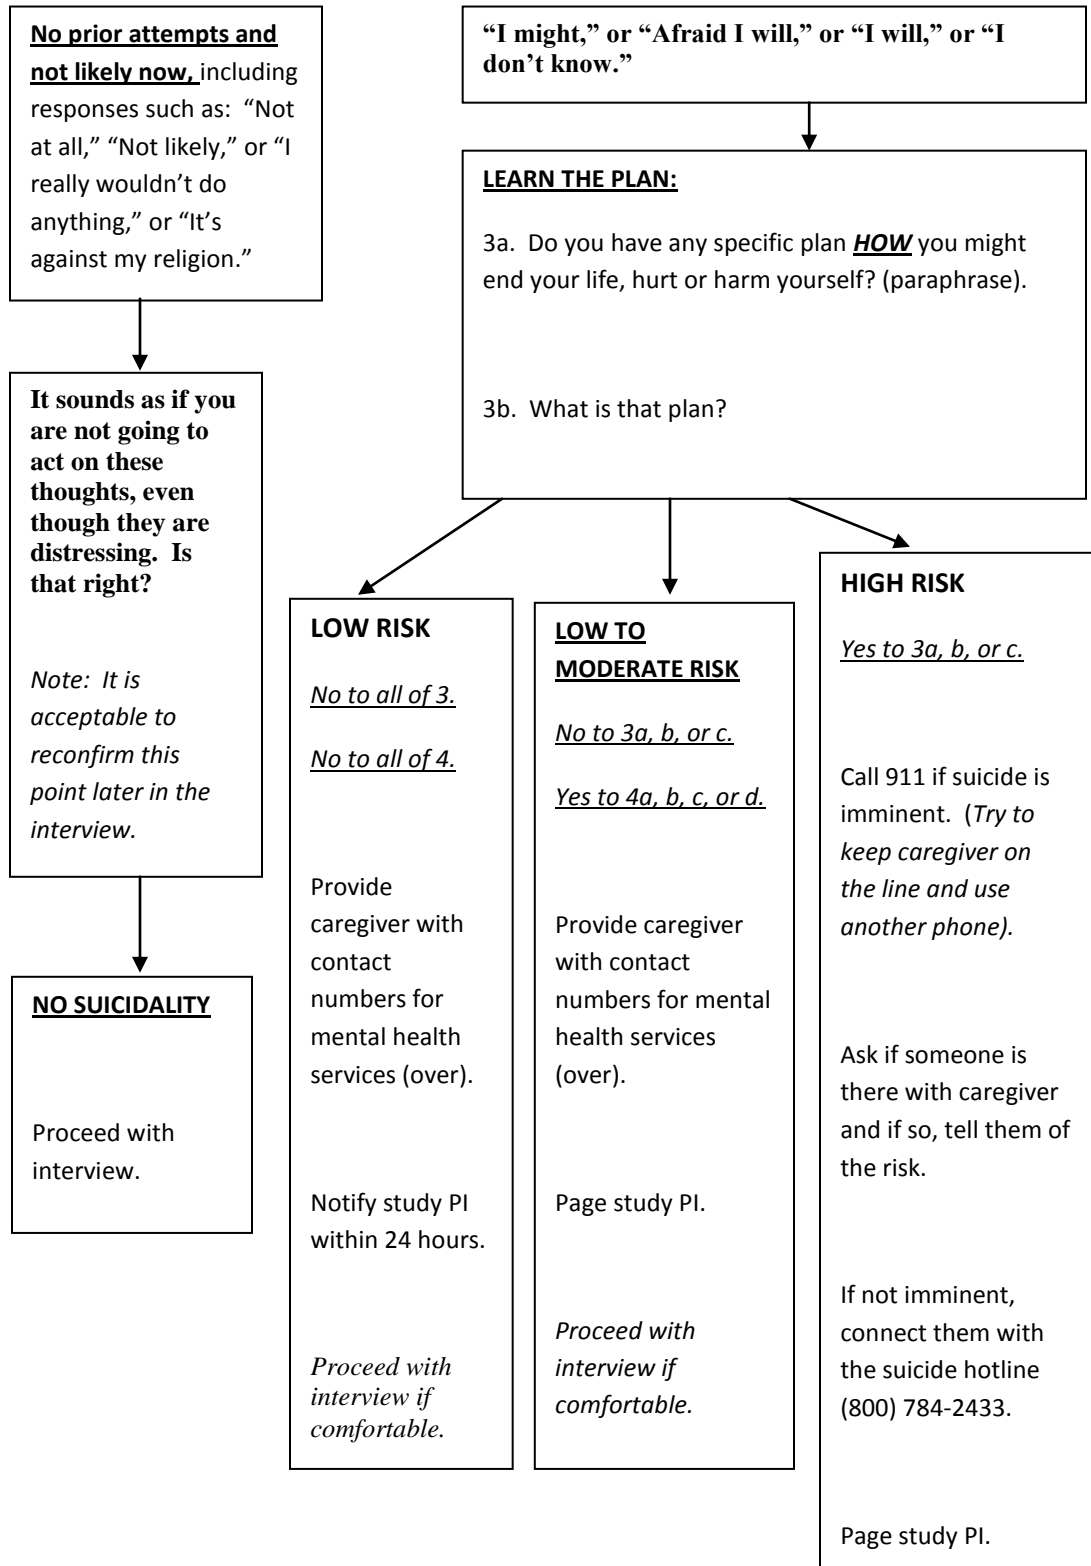 No prior attempts and
not likely now, including
responses such as:  “Not
at all,” “Not likely,” or “I
really wouldn’t do
anything,” or “It’s
against my religion.”
“I might,” or “Afraid I will,” or “I will,” or “I
don’t know.”
LEARN THE PLAN:
3a.  Do you have any specific plan HOW you might
end your life, hurt or harm yourself? (paraphrase).
3b.  What is that plan?
It sounds as if you
are not going to
act on these
thoughts, even
though they are
distressing.  Is
that right?
Note:  It is
acceptable to
reconfirm this
point later in the
interview.
NO SUICIDALITY
Proceed with
interview.
LOW RISK
No to all of 3.
No to all of 4.
Provide
caregiver with
contact
numbers for
mental health
services (over).
Notify study PI
within 24 hours.
Proceed with
interview if
comfortable.
LOW TO
MODERATE RISK
No to 3a, b, or c.
Yes to 4a, b, c, or d.
Provide caregiver
with contact
numbers for mental
health services
(over).
Page study PI.
Proceed with
interview if
comfortable.
HIGH RISK
Yes to 3a, b, or c.
Call 911 if suicide is
imminent.  (Try to
keep caregiver on
the line and use
another phone).
Ask if someone is
there with caregiver
and if so, tell them of
the risk.
If not imminent,
connect them with
the suicide hotline
(800) 784-2433.
Page study PI.